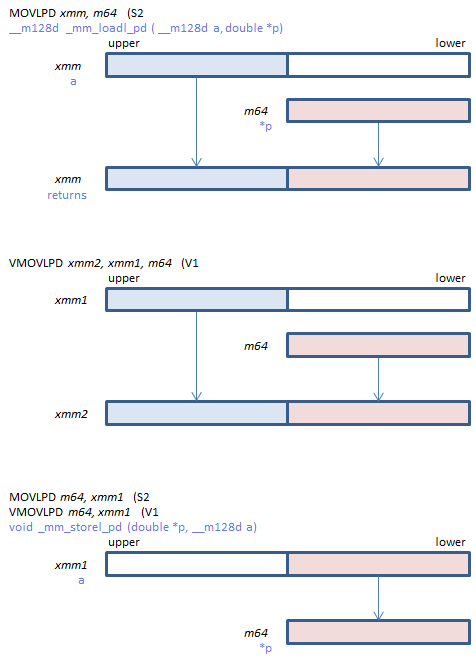 MOVLPD xmm, m64 (S2
__m128d _mm_loadl_pd ( __m128d a, double *p)
upper lower
xmm
a
m64
*p
xmm
returns
VMOVLPD xmm2, xmm1, m64 (V1
upper lower
xmm1
m64
xmm2
MOVLPD m64, xmm1 (S2
VMOVLPD m64, xmm1 (V1
void _mm_storel_pd (double *p, __m128d a)
upper lower
xmm1
a
m64
*p